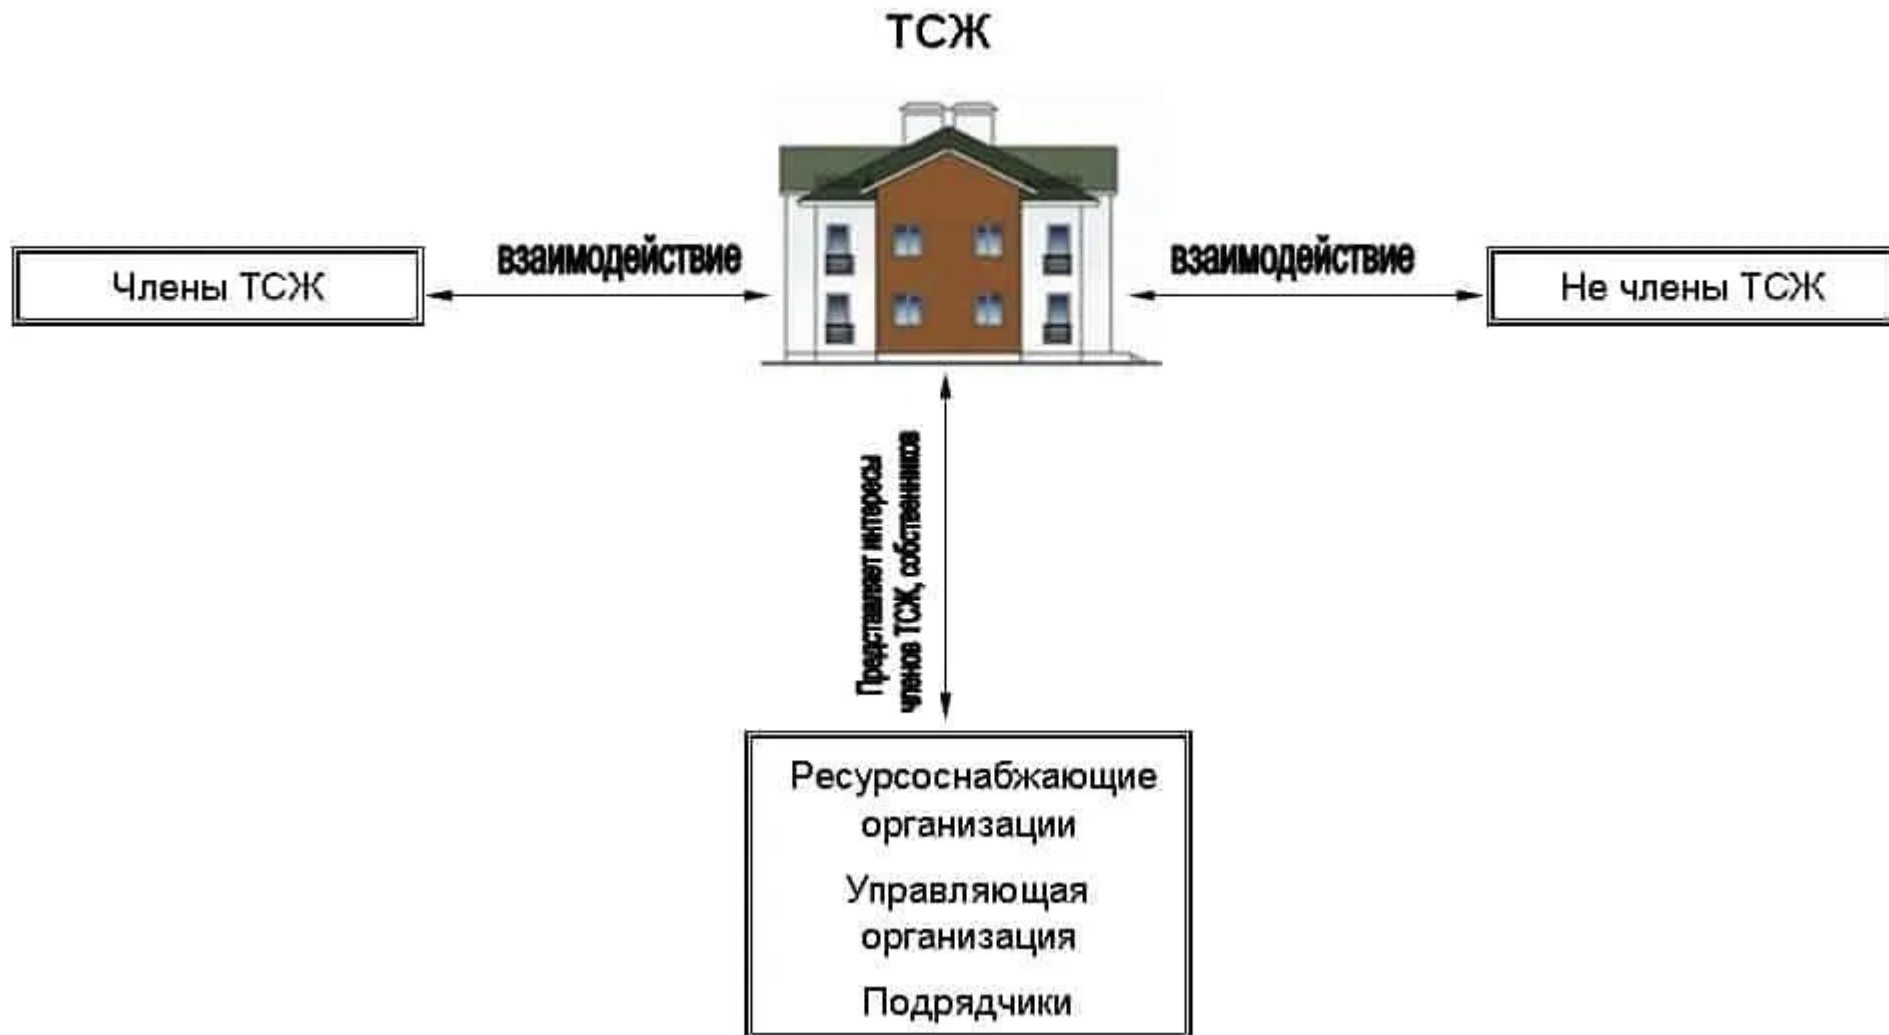 ТСЖ
Члены ТСЖ
взаимодействие
взаимодействие
Не члены ТСЖ
Представляет интересы
членов ТСЖ, собственников
Ресурсоснабжающие
организации
Управляющая
организация
Подрядчики